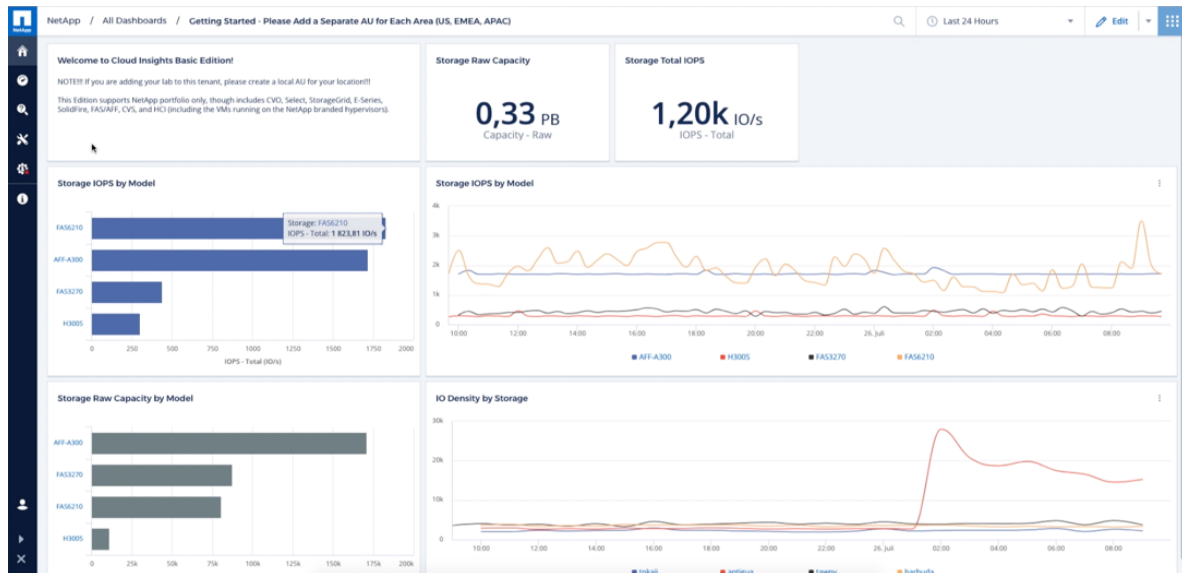 NetApp
NetApp / All Dashboards / Getting Started - Please Add a Separate AU for Each Area (US, EMEA, APAC)
Last 24 Hours
Edit
Welcome to Cloud Insights Basic Edition!
NOTE!!! If you are adding your lab to this tenant, please create a local AU for your location!!!
This Edition supports NetApp portfolio only, though includes CVO, Select, StorageGrid, E-Series,
SolidFire, FAS/AFF, CVS, and HCI (including the VMs running on the NetApp branded hypervisors).
Storage Raw Capacity
0,33 PB
Capacity - Raw
Storage Total IOPS
1,20k IO/s
IOPS - Total
Storage IOPS by Model
FAS6210
AFF-A300
FAS3270
H300S
Storage: FAS6210
IOPS - Total: 1 823,81 IO/s
0 250 500 750 1000 1250 1500 1750 2000
IOPS - Total (IO/s)
Storage IOPS by Model
4k
3k
2k
1k
0
10:00 12:00 14:00 16:00 18:00 20:00 22:00 26. Juli 02:00 04:00 06:00 08:00
AFF-A300 H300S FAS3270 FAS6210
Storage Raw Capacity by Model
AFF-A300
FAS3270
FAS6210
H300S
0 25k 50k 75k 100k 125k 150k 175k 200k
IO Density by Storage
30k
20k
10k
0
10:00 12:00 14:00 16:00 18:00 20:00 22:00 26. Juli 02:00 04:00 06:00 08:00
tokaji antigua tawny barbuda